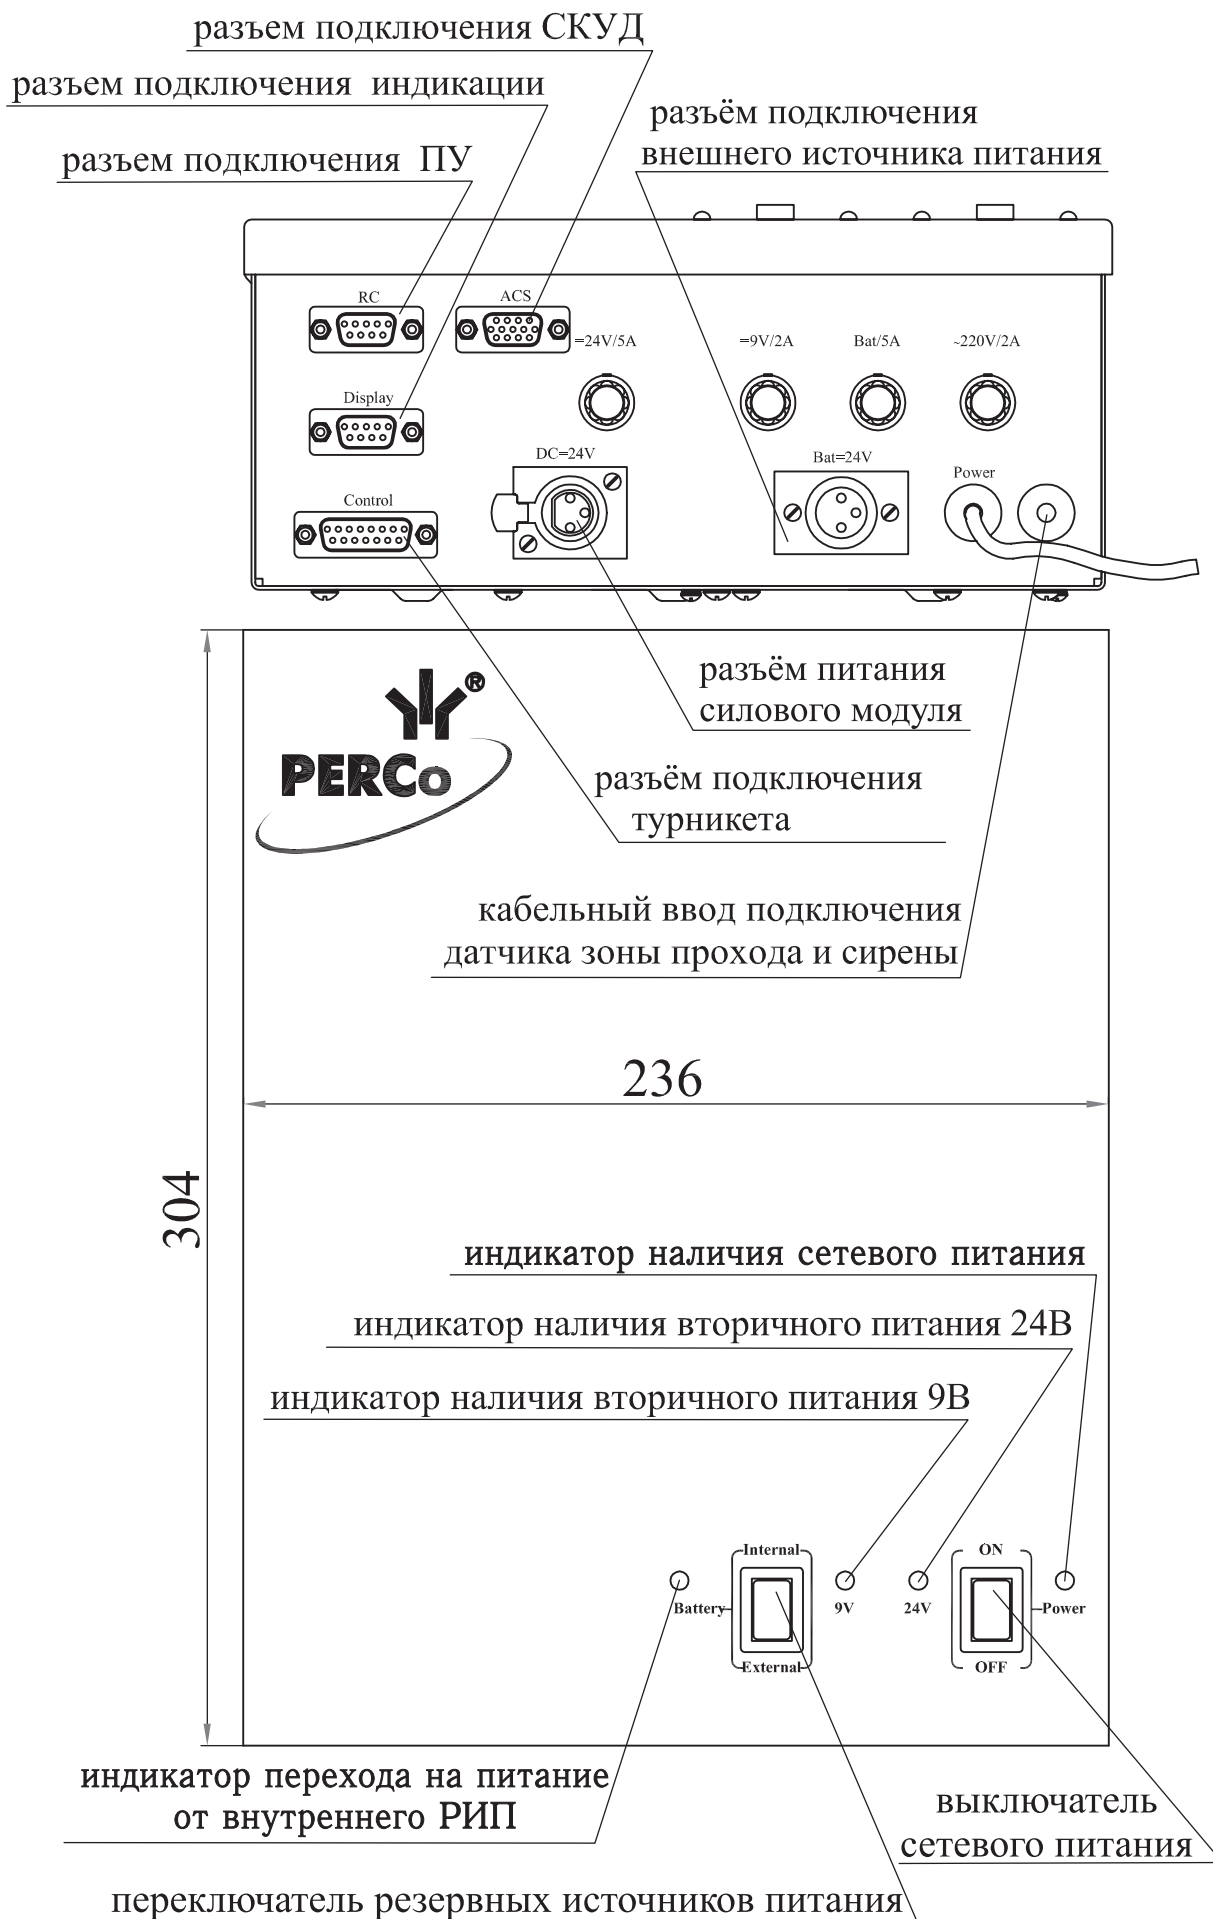 разъем подключения СКУД
разъем подключения индикации
разъем подключения ПУ
разъём подключения
внешнего источника питания
RC
ACS
=24V/5A
=9V/2A
Bat/5A
~220V/2A
Display
DC=24V
Bat=24V
Power
Control
разъём питания
силового модуля
PERCo®
разъём подключения
турникета
кабельный ввод подключения
датчика зоны прохода и сирены
236
304
индикатор наличия сетевого питания
индикатор наличия вторичного питания 24В
индикатор наличия вторичного питания 9В
Internal
ON
Battery
9V
24V
Power
External
OFF
индикатор перехода на питание
от внутреннего РИП
выключатель
сетевого питания
переключатель резервных источников питания